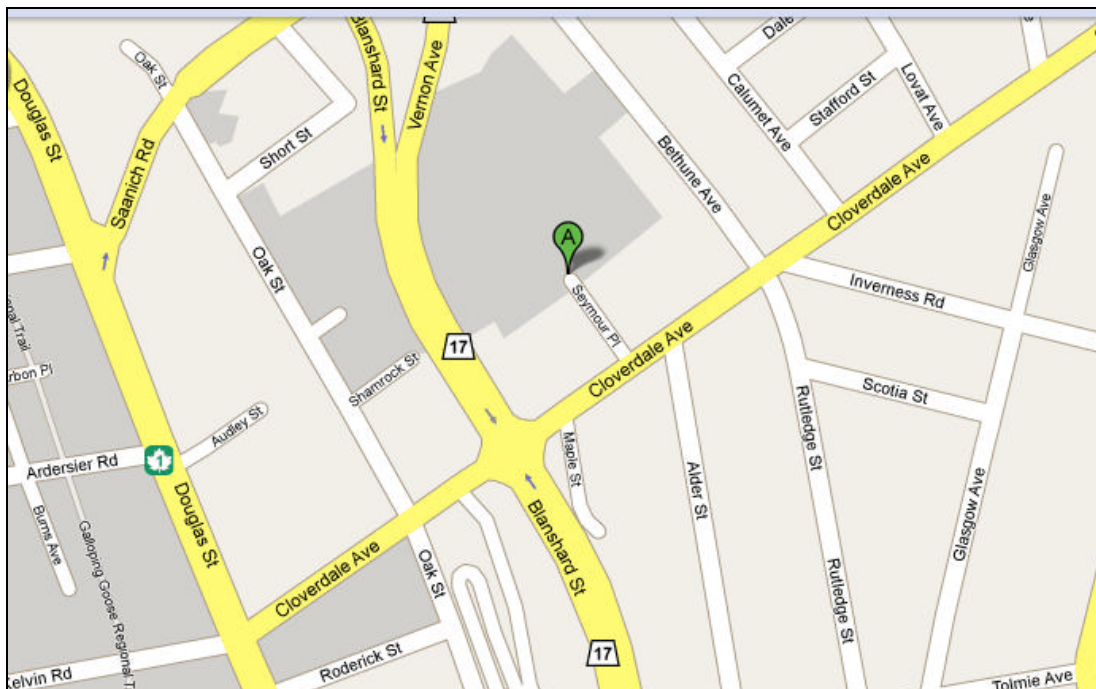 Douglas St
Oak St
Saanich Rd
Short St
Blanshard St
Vernon Ave
Dale
Calumet Ave
Stafford St
Lovat Ave
Bethune Ave
Cloverdale Ave
Glasgow Ave
A
Seymour Pl
Inverness Rd
Oak St
17
Cloverdale Ave
Shamrock St
Scotia St
Rutledge St
Audley St
Maple St
Alder St
Ardersier Rd
1
Douglas St
Burns Ave
Galloping Goose Regional
Glasgow Ave
Blanshard St
Cloverdale Ave
Oak St
Rutledge St
17
Roderick St
Kelvin Rd
Tolmie Ave
Trail
Pl